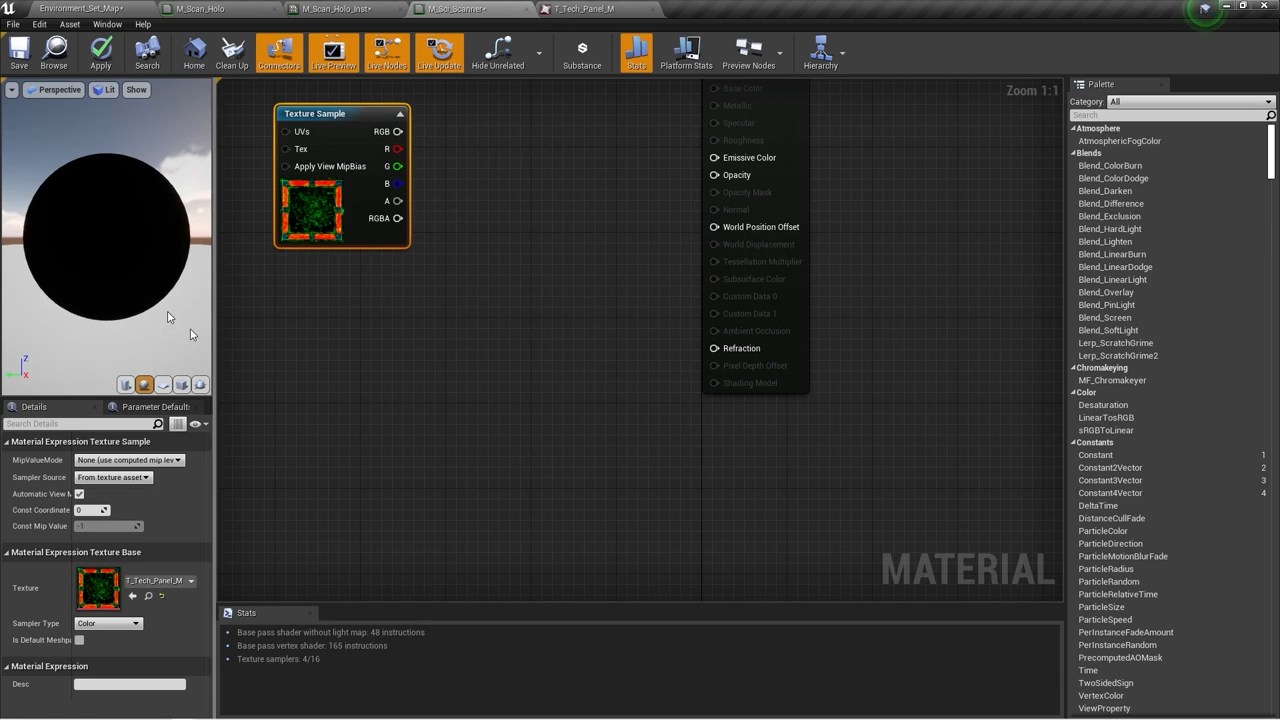 Environment_Set_Map*
M_Scan_Holo
M_Scan_Holo_Inst*
M_Sci_Scanner*
T_Tech_Panel_M
File Edit Asset Window Help
Save Browse Apply Search Home Clean Up Connectors Live Preview Live Nodes Live Update Hide Unrelated Substance Stats Platform Stats Preview Nodes Hierarchy
Perspective Lit Show
Z
X
Zoom 1:1
Texture Sample
UVs RGB
Tex R
Apply View MipBias G
B
A
RGBA
Base Color
Metallic
Specular
Roughness
Emissive Color
Opacity
Opacity Mask
Normal
World Position Offset
World Displacement
Tessellation Multiplier
Subsurface Color
Custom Data 0
Custom Data 1
Ambient Occlusion
Refraction
Pixel Depth Offset
Shading Model
MATERIAL
Details
Parameter Default
Search Details
Material Expression Texture Sample
MipValueMode None (use computed mip lev
Sampler Source From texture asset
Automatic View M
Const Coordinate 0
Const Mip Value -1
Material Expression Texture Base
Texture T_Tech_Panel_M
Sampler Type Color
Is Default Meshpa
Material Expression
Desc
Stats
Base pass shader without light map: 48 instructions
Base pass vertex shader: 165 instructions
Texture samplers: 4/16
Palette
Category: All
Search
Atmosphere
AtmosphericFogColor
Blends
Blend_ColorBurn
Blend_ColorDodge
Blend_Darken
Blend_Difference
Blend_Exclusion
Blend_HardLight
Blend_Lighten
Blend_LinearBurn
Blend_LinearDodge
Blend_LinearLight
Blend_Overlay
Blend_PinLight
Blend_Screen
Blend_SoftLight
Lerp_ScratchGrime
Lerp_ScratchGrime2
Chromakeying
MF_Chromakeyer
Color
Desaturation
LinearTosRGB
sRGBToLinear
Constants
Constant 1
Constant2Vector 2
Constant3Vector 3
Constant4Vector 4
DeltaTime
DistanceCullFade
ParticleColor
ParticleDirection
ParticleMotionBlurFade
ParticleRadius
ParticleRandom
ParticleRelativeTime
ParticleSize
ParticleSpeed
PerInstanceFadeAmount
PerInstanceRandom
PrecomputedAOMask
Time
TwoSidedSign
VertexColor
ViewProperty